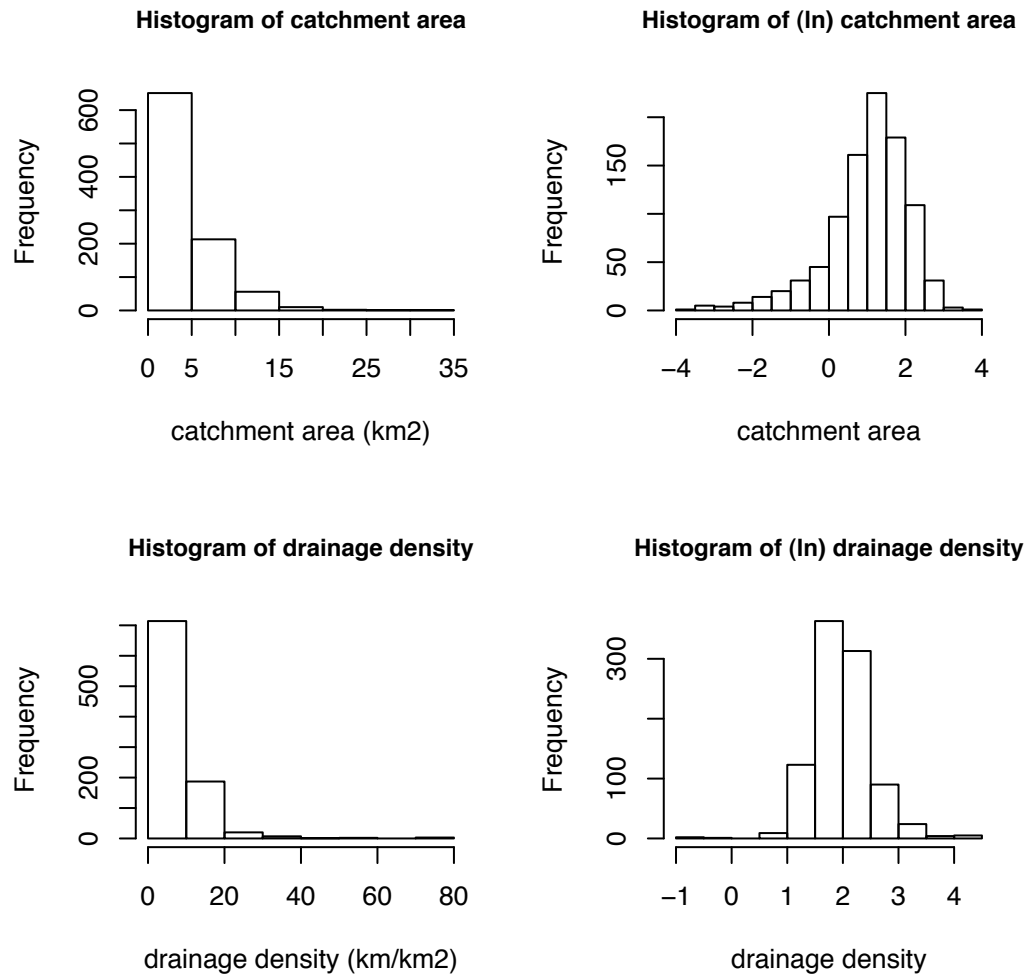 Histogram of catchment area
Frequency
0 200 400 600
0 5 15 25 35
catchment area (km2)
Histogram of (ln) catchment area
Frequency
0 50 150
−4 −2 0 2 4
catchment area
Histogram of drainage density
Frequency
0 200 500
0 20 40 60 80
drainage density (km/km2)
Histogram of (ln) drainage density
Frequency
0 100 300
−1 0 1 2 3 4
drainage density